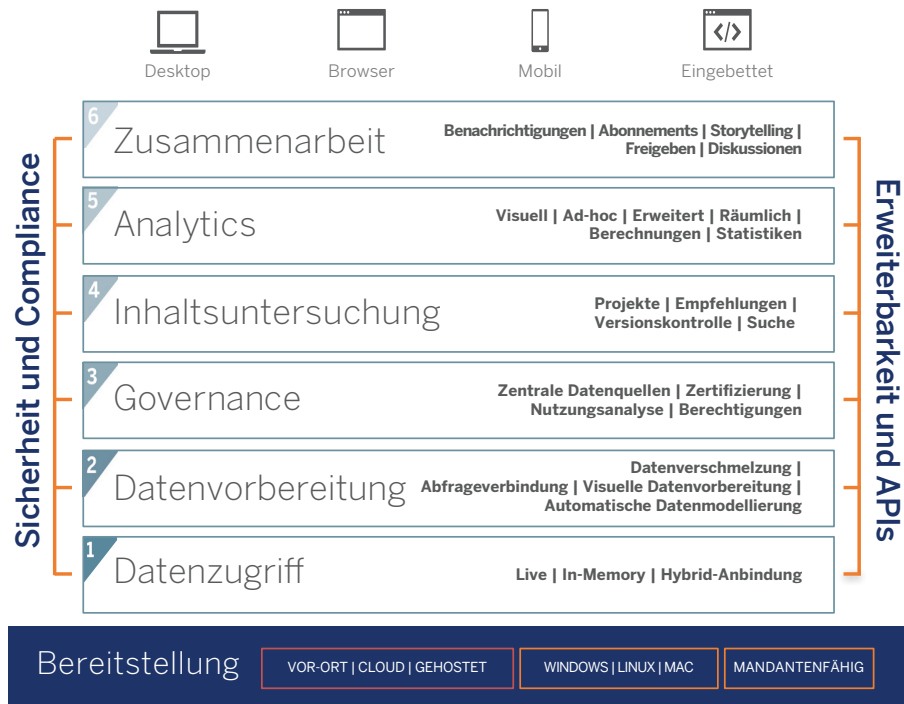 Desktop
Browser
Mobil
Eingebettet
Sicherheit und Compliance
6
Zusammenarbeit
Benachrichtigungen | Abonnements | Storytelling |
Freigeben | Diskussionen
5
Analytics
Visuell | Ad-hoc | Erweitert | Räumlich |
Berechnungen | Statistiken
4
Inhaltsuntersuchung
Projekte | Empfehlungen |
Versionskontrolle | Suche
3
Governance
Zentrale Datenquellen | Zertifizierung |
Nutzungsanalyse | Berechtigungen
2
Datenvorbereitung
Datenverschmelzung |
Abfrageverbindung | Visuelle Datenvorbereitung |
Automatische Datenmodellierung
1
Datenzugriff
Live | In-Memory | Hybrid-Anbindung
Erweiterbarkeit und APIs
Bereitstellung
VOR-ORT | CLOUD | GEHOSTET
WINDOWS | LINUX | MAC
MANDANTENFÄHIG